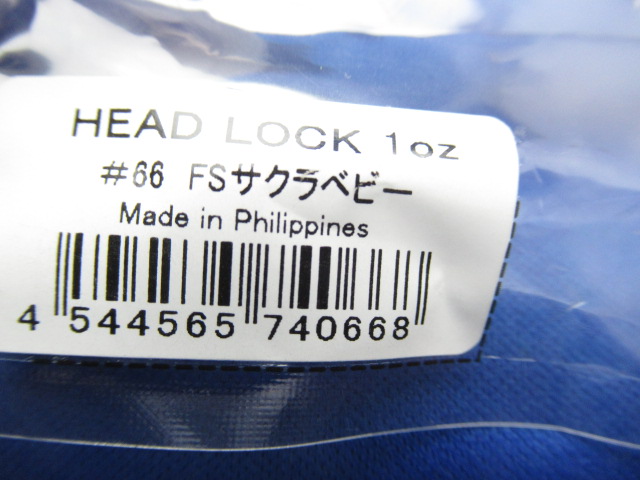 HEAD LOCK 1oz
#66 FSサクラベビー
Made in Philippines
4 544565 740668